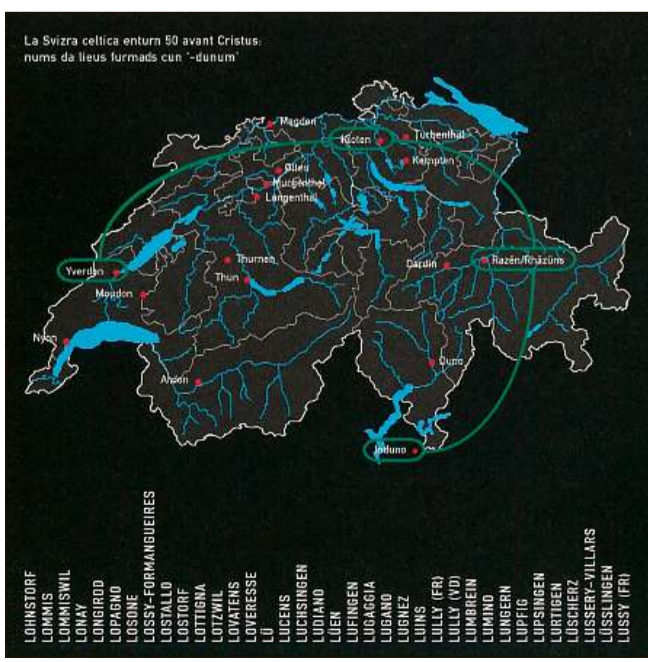 La Svizra celtica enturn 50 avant Cristus:
nums da lieus furmads cun '-dunum'
Magden
Kloten
Turbenthal
Kempten
Olten
Murgenthal
Langenthal
Yverdon
Thurnen
Thun
Dardin
Razén/Rhäzüns
Moudon
Nyon
Ardon
Duno
Induno
LOHNSTORF
LOMMIS
LOMMISWIL
LONAY
LONGIROD
LOPAGNO
LOSONE
LOSSY-FORMANGUEIRES
LOSTALLO
LOSTORF
LOTTIGNA
LOTZWIL
LOVATENS
LOVERESSE
LÜ
LUCENS
LUCHSINGEN
LUDIANO
LÜEN
LUFINGEN
LUGAGGIA
LUGANO
LUGNEZ
LUINS
LULLY (FR)
LULLY (VD)
LUMBREIN
LUMINO
LUNGERN
LUPFIG
LUPSINGEN
LURTIGEN
LÜSCHERZ
LUSSERY-VILLARS
LÜSSLINGEN
LUSSY (FR)